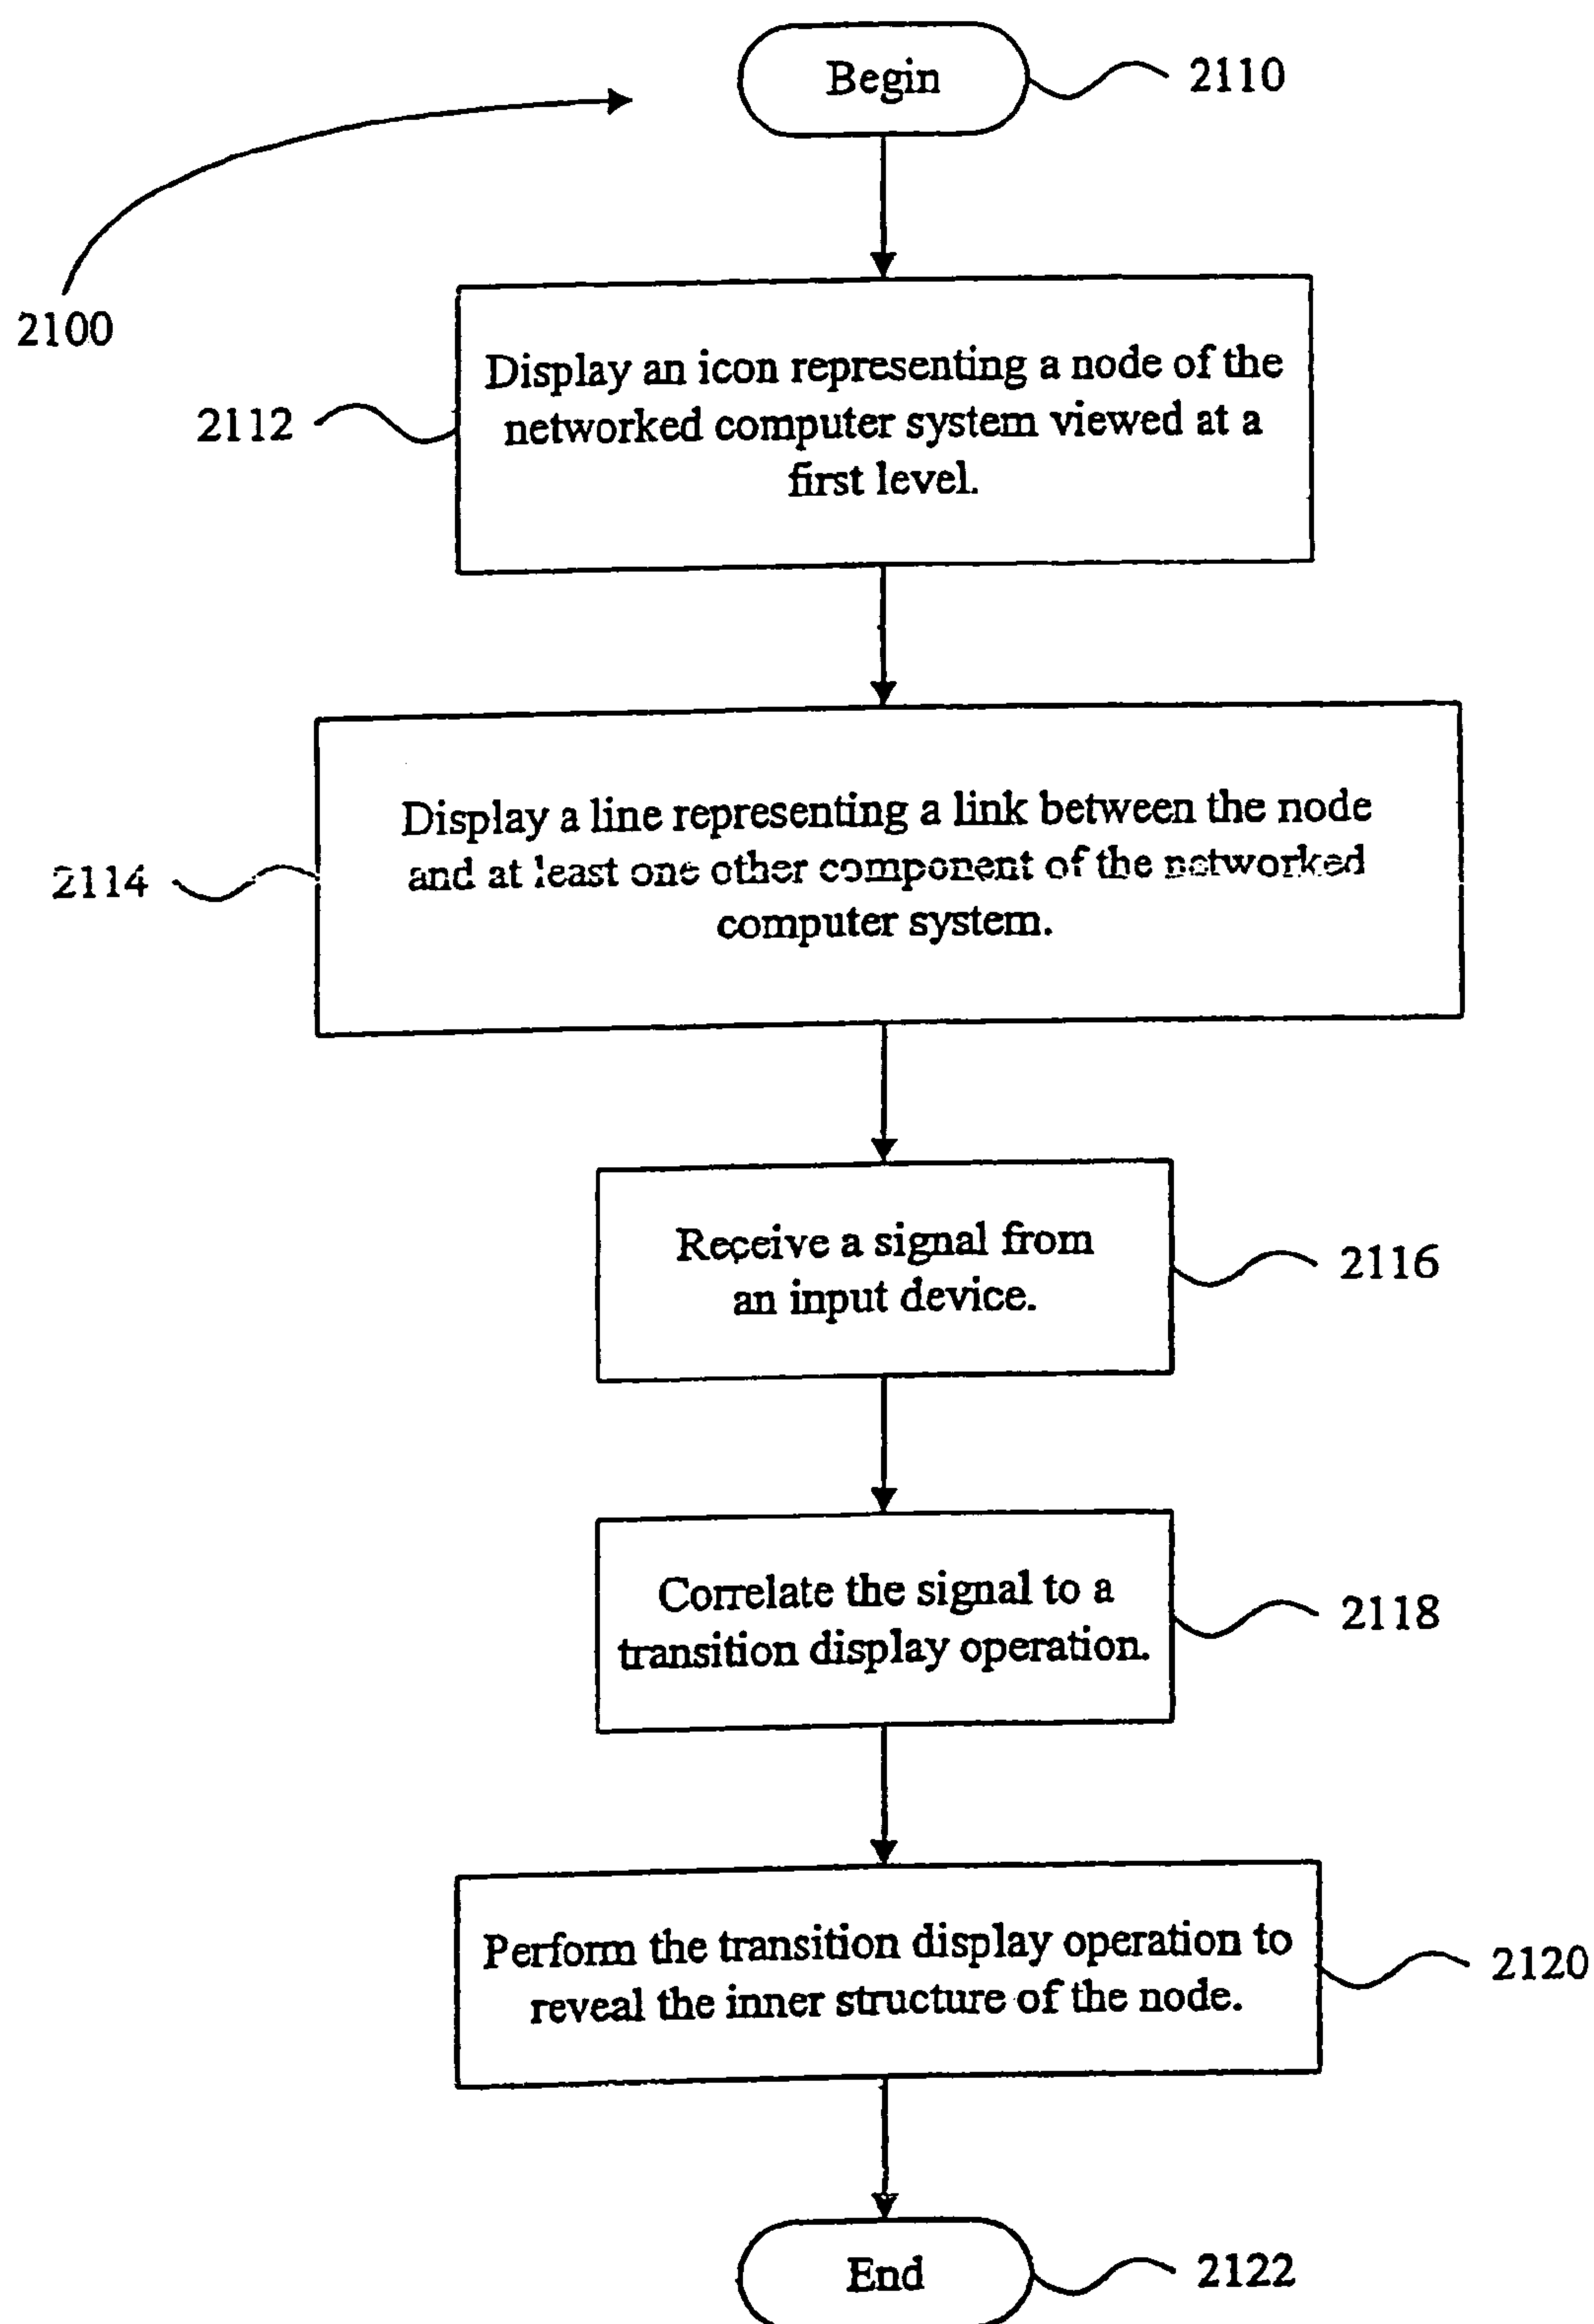 Begin
2110
2100
Display an icon representing a node of the
networked computer system viewed at a
first level.
2112
Display a line representing a link between the node
and at least one other component of the networked
computer system.
2114
Receive a signal from
an input device.
2116
Correlate the signal to a
transition display operation.
2118
Perform the transition display operation to
reveal the inner structure of the node.
2120
End
2122